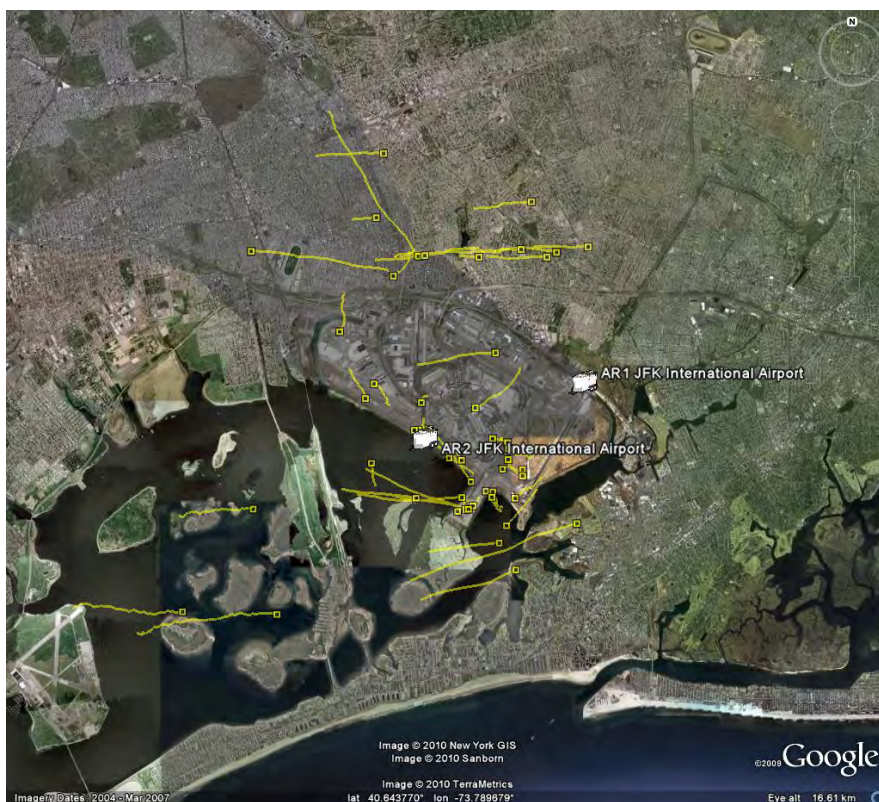 N
AR1 JFK International Airport
AR2 JFK International Airport
Image © 2010 New York GIS
Image © 2010 Sanborn
©2009 Google
Image © 2010 TerraMetrics
Imagery Dates: 2004 - Mar 2007 lat 40.643770° lon -73.789679° Eye alt 16.61 km